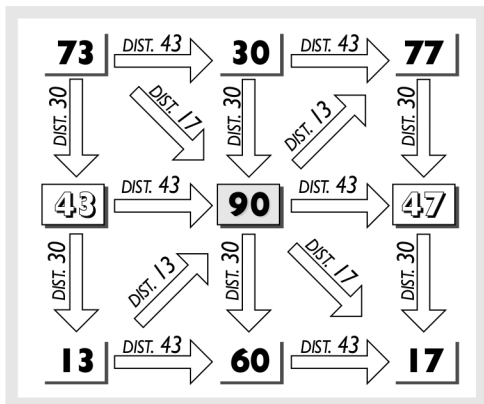 73 DIST. 43 30 DIST. 43 77
DIST. 30 DIST. 17 DIST. 30 DIST. 13 DIST. 30
43 DIST. 43 90 DIST. 43 47
DIST. 30 DIST. 13 DIST. 30 DIST. 17 DIST. 30
13 DIST. 43 60 DIST. 43 17